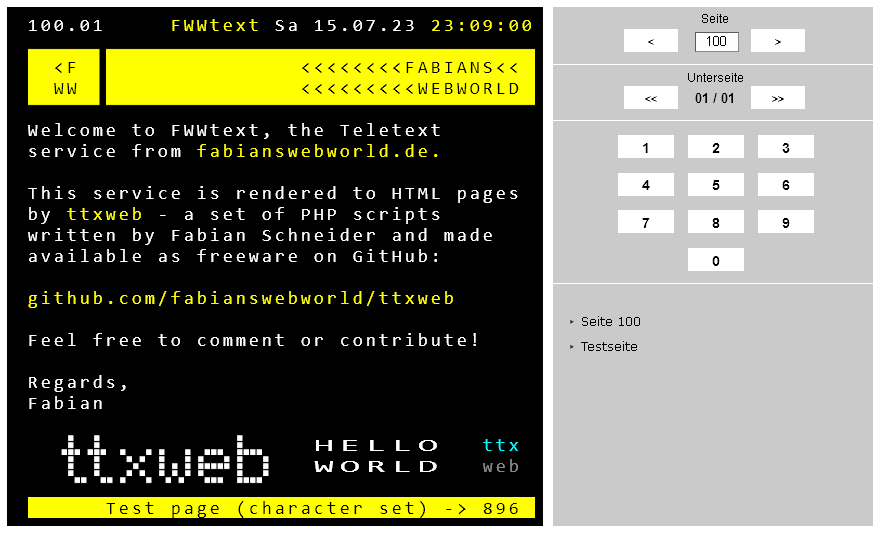 100.01 FWWtext Sa 15.07.23 23:09:00
<F <<<<<<<<FABIANS<<
WW <<<<<<<<<WEBWORLD
Welcome to FWWtext, the Teletext
service from fabianswebworld.de.
This service is rendered to HTML pages
by ttxweb - a set of PHP scripts
written by Fabian Schneider and made
available as freeware on GitHub:
github.com/fabianswebworld/ttxweb
Feel free to comment or contribute!
Regards,
Fabian
ttxweb
HELLO
WORLD
ttx
web
Test page (character set) -> 896
Seite
< 100 >
Unterseite
<< 01 / 01 >>
1 2 3
4 5 6
7 8 9
0
‣ Seite 100
‣ Testseite